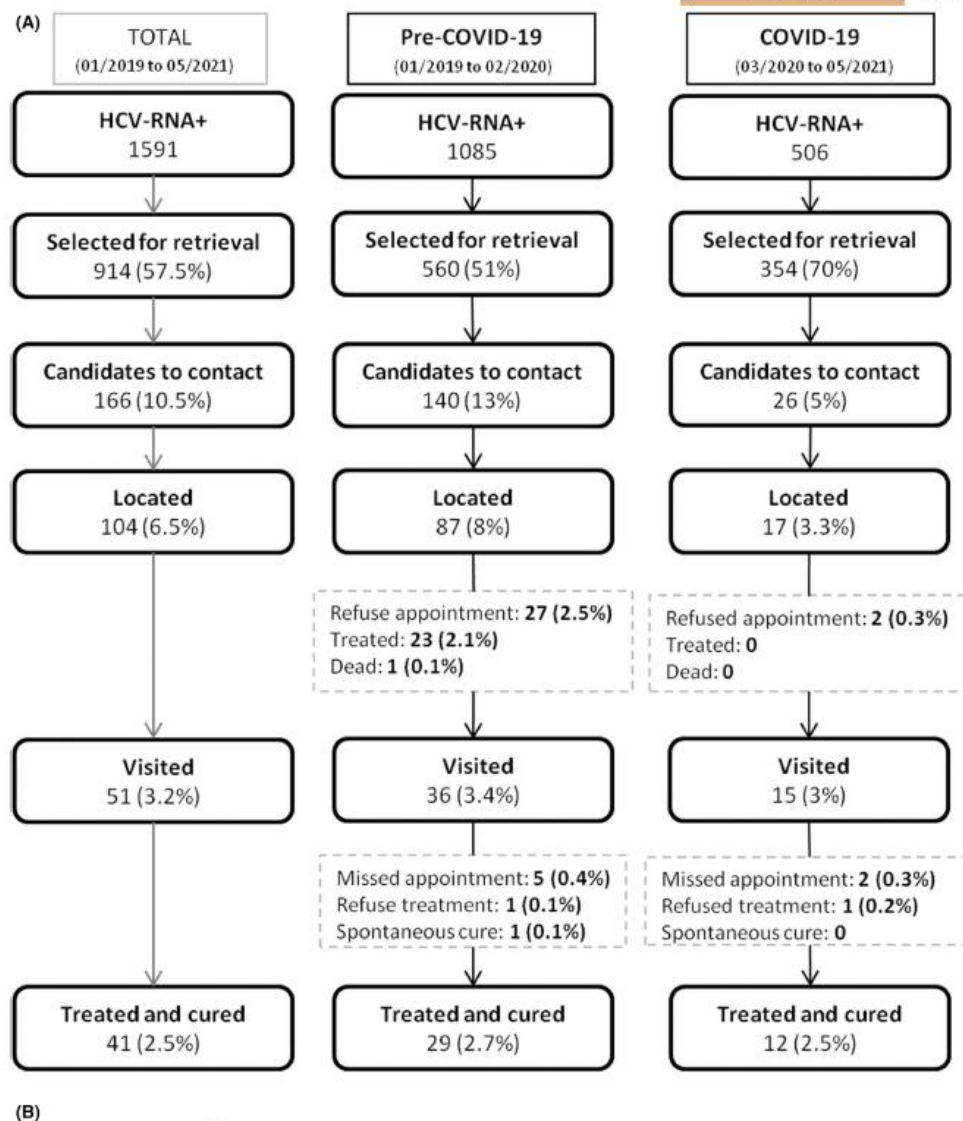 (A)
TOTAL
(01/2019 to 05/2021)
HCV-RNA+
1591
Selected for retrieval
914 (57.5%)
Candidates to contact
166 (10.5%)
Located
104 (6.5%)
Visited
51 (3.2%)
Treated and cured
41 (2.5%)
Pre-COVID-19
(01/2019 to 02/2020)
HCV-RNA+
1085
Selected for retrieval
560 (51%)
Candidates to contact
140 (13%)
Located
87 (8%)
Refuse appointment: 27 (2.5%)
Treated: 23 (2.1%)
Dead: 1 (0.1%)
Visited
36 (3.4%)
Missed appointment: 5 (0.4%)
Refuse treatment: 1 (0.1%)
Spontaneous cure: 1 (0.1%)
Treated and cured
29 (2.7%)
COVID-19
(03/2020 to 05/2021)
HCV-RNA+
506
Selected for retrieval
354 (70%)
Candidates to contact
26 (5%)
Located
17 (3.3%)
Refused appointment: 2 (0.3%)
Treated: 0
Dead: 0
Visited
15 (3%)
Missed appointment: 2 (0.3%)
Refused treatment: 1 (0.2%)
Spontaneous cure: 0
Treated and cured
12 (2.5%)
(B)